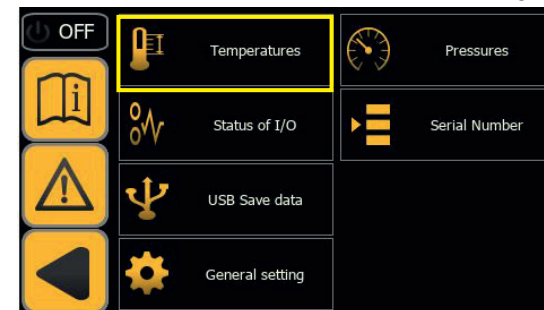 OFF
Temperatures
Pressures
Status of I/O
Serial Number
USB Save data
General setting